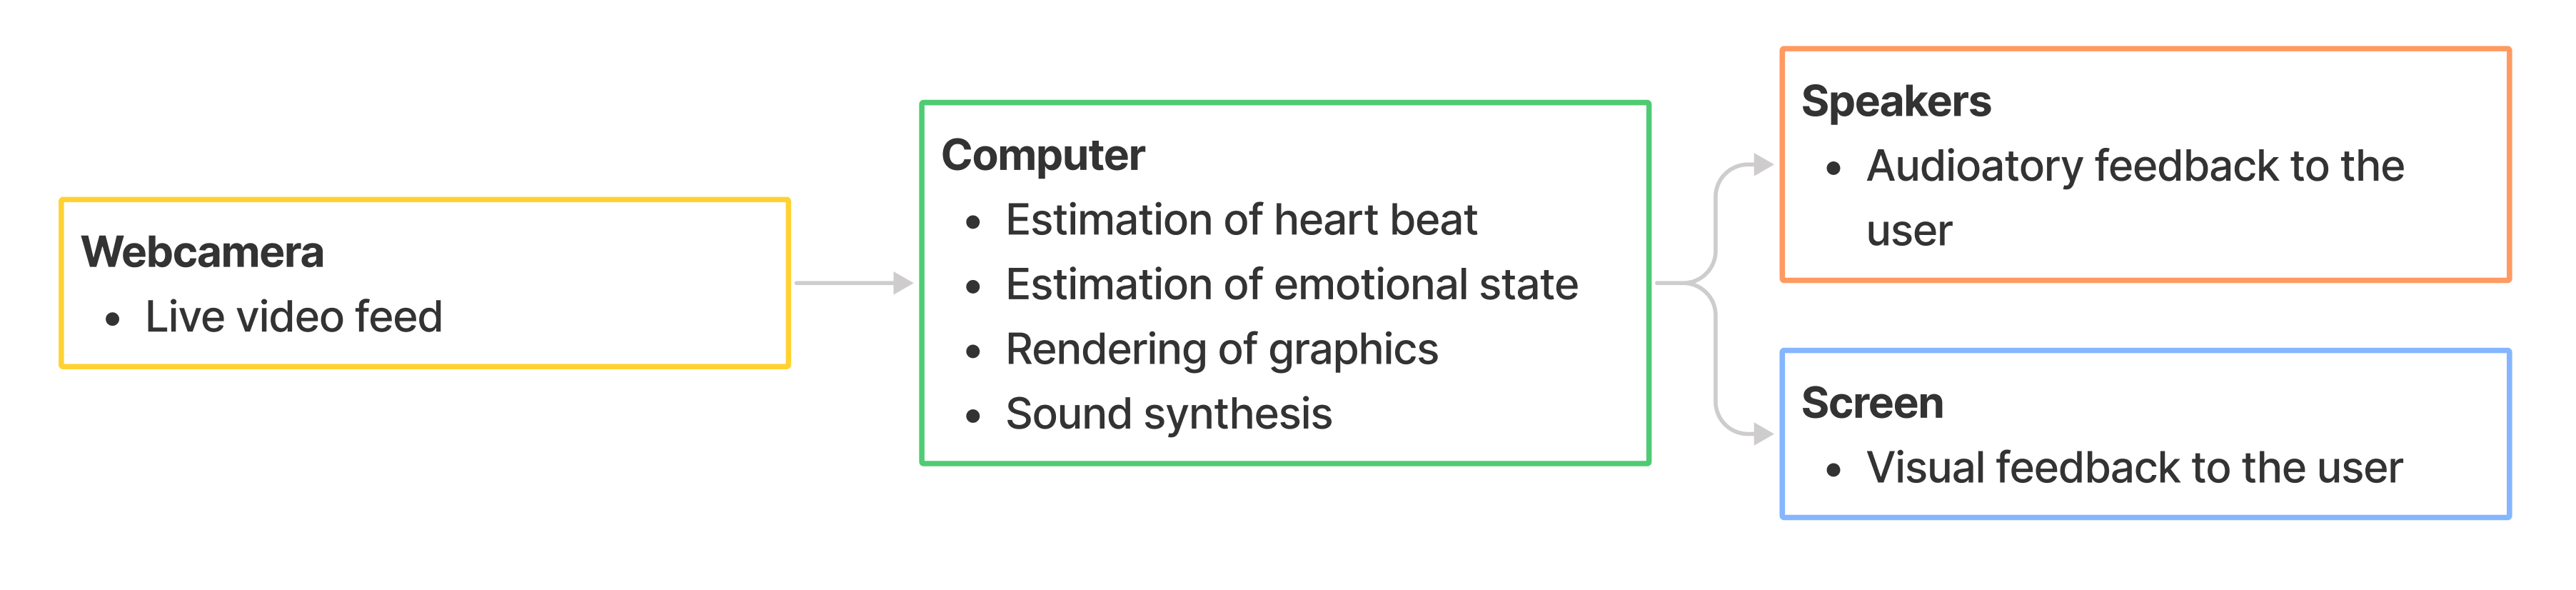 Webcamera
• Live video feed
Computer
• Estimation of heart beat
• Estimation of emotional state
• Rendering of graphics
• Sound synthesis
Speakers
• Audioatory feedback to the
user
Screen
• Visual feedback to the user